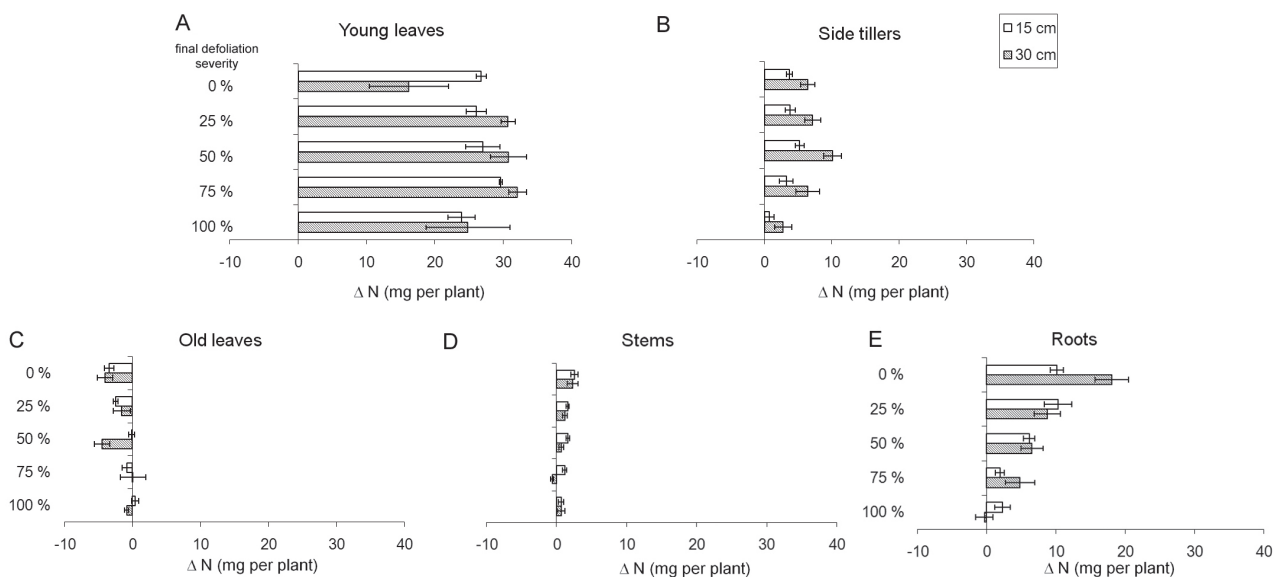 A
Young leaves
final defoliation
severity
0 %
25 %
50 %
75 %
100 %
-10 0 10 20 30 40
Δ N (mg per plant)
B
Side tillers
15 cm
30 cm
-10 0 10 20 30 40
Δ N (mg per plant)
C
Old leaves
0 %
25 %
50 %
75 %
100 %
-10 0 10 20 30 40
Δ N (mg per plant)
D
Stems
-10 0 10 20 30 40
Δ N (mg per plant)
E
Roots
0 %
25 %
50 %
75 %
100 %
-10 0 10 20 30 40
Δ N (mg per plant)